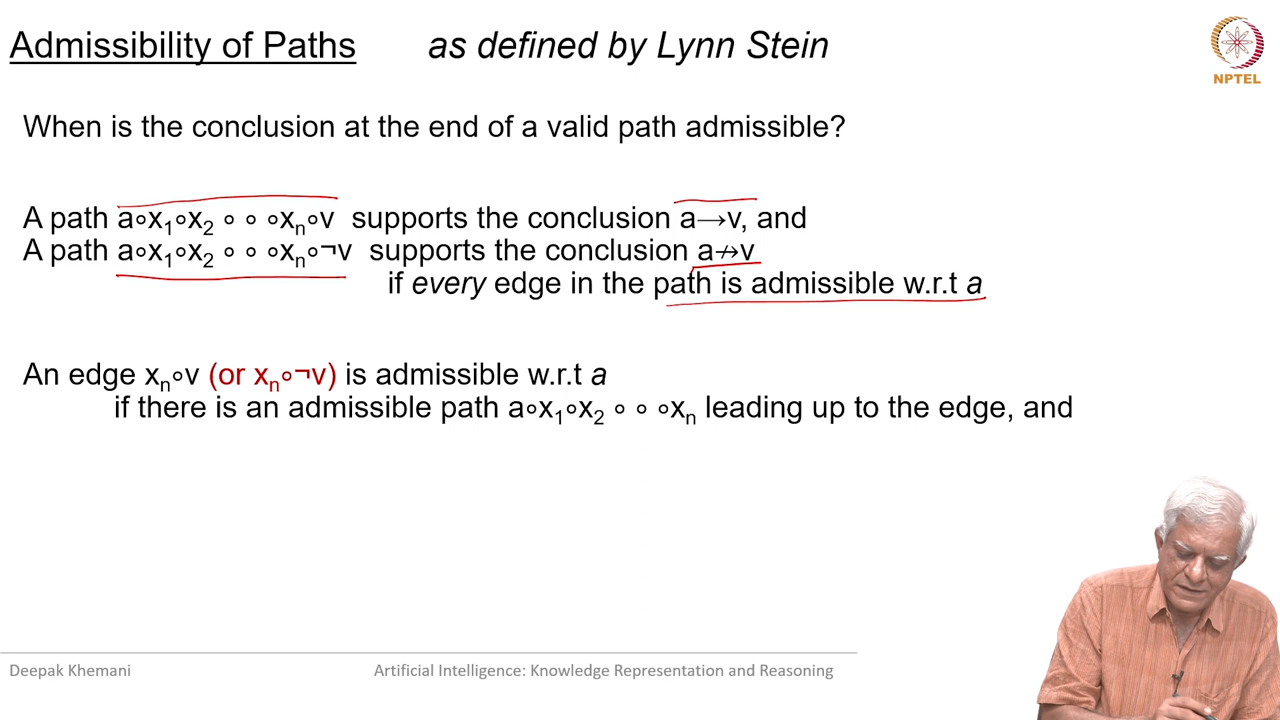 Admissibility of Paths as defined by Lynn Stein
NPTEL
When is the conclusion at the end of a valid path admissible?
A path a∘x₁∘x₂ ∘ ∘ ∘xₙ∘v supports the conclusion a→v, and
A path a∘x₁∘x₂ ∘ ∘ ∘xₙ∘¬v supports the conclusion a↛v
if every edge in the path is admissible w.r.t a
An edge xₙ∘v (or xₙ∘¬v) is admissible w.r.t a
if there is an admissible path a∘x₁∘x₂ ∘ ∘ ∘xₙ leading up to the edge, and
Deepak Khemani Artificial Intelligence: Knowledge Representation and Reasoning